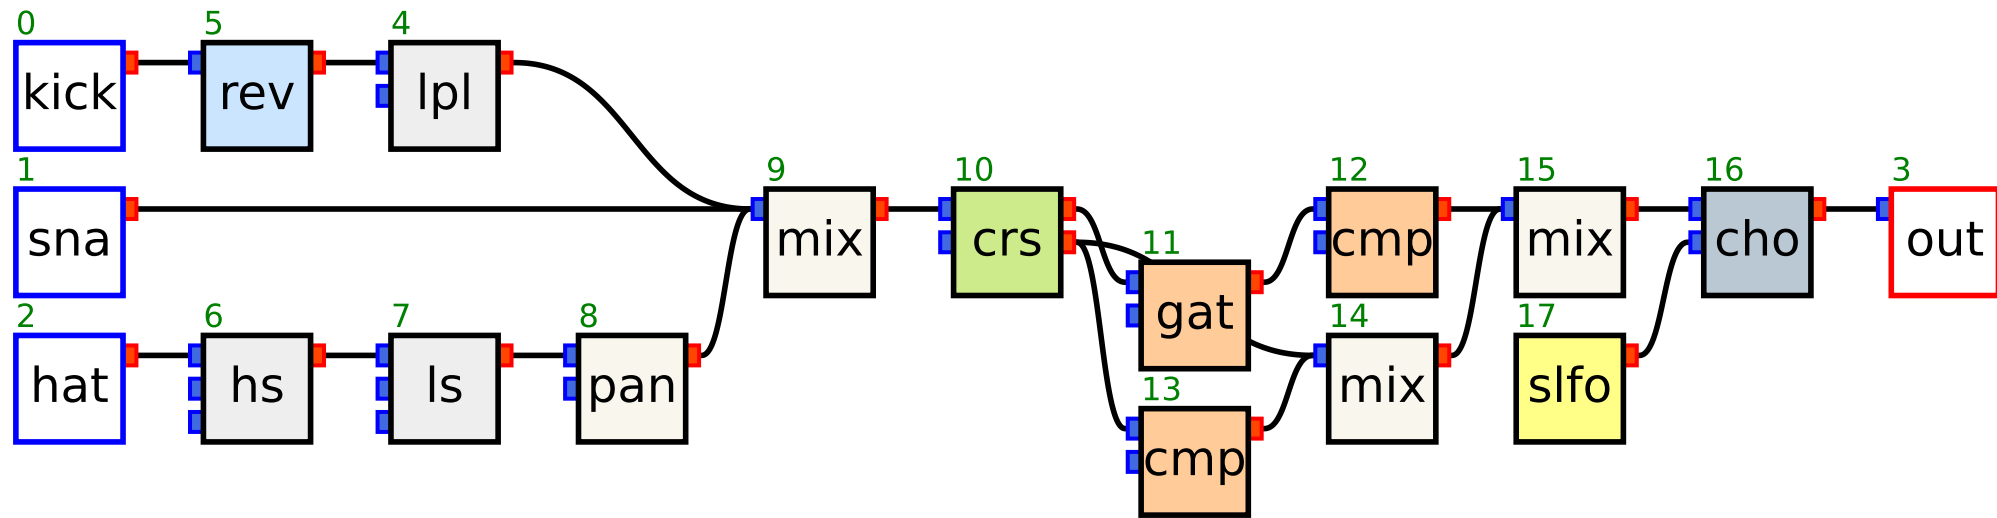 0 5 4
kick rev lpl
1 9 10 12 15 16 3
sna mix crs cmp mix cho out
11
gat
2 6 7 8 14 17
hat hs ls pan mix slfo
13
cmp